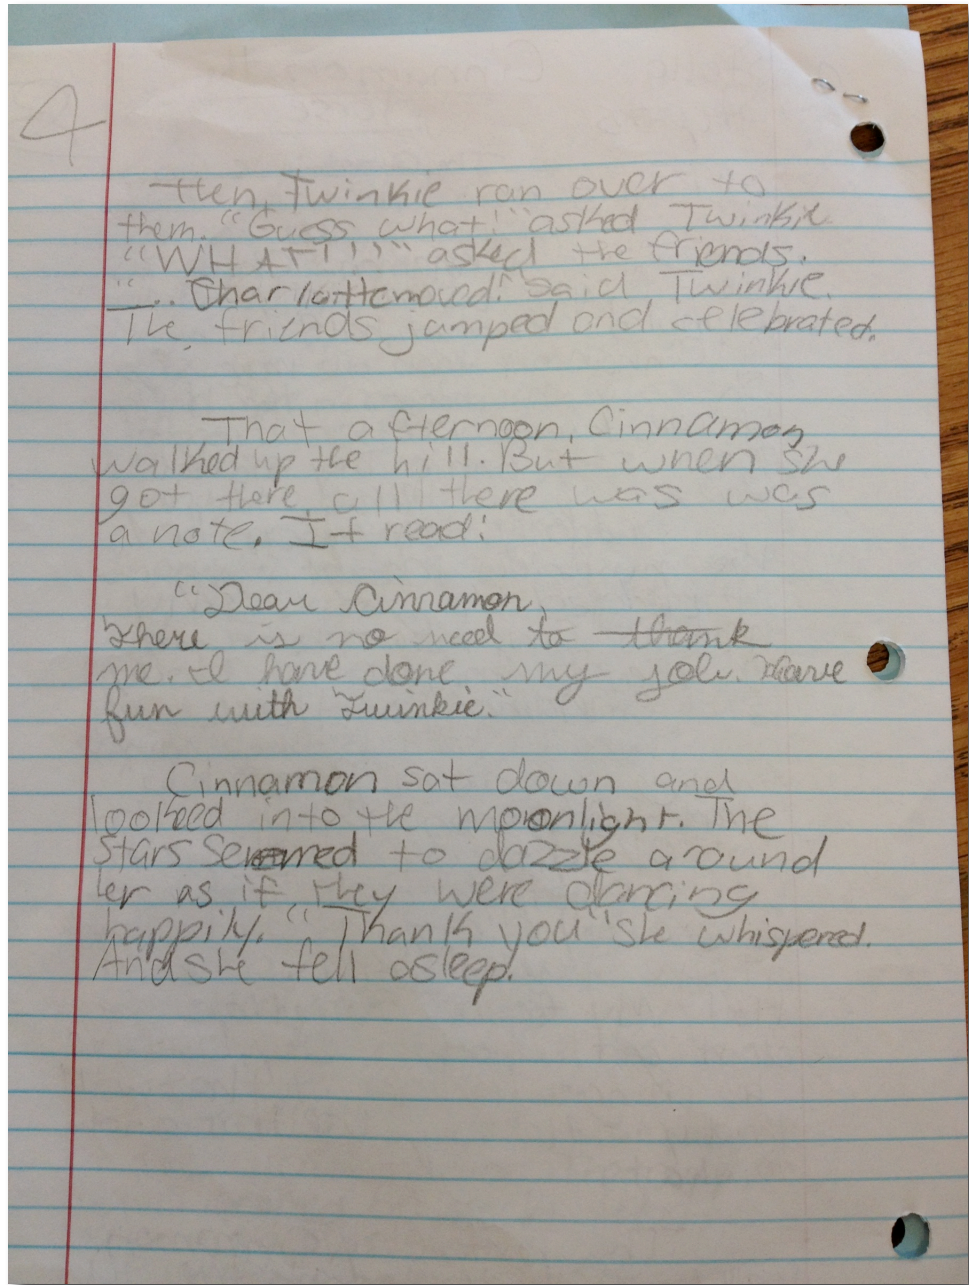 4
then, Twinkie ran over to
them. "Guess what!" asked Twinkie
"WHAT!!!" asked the friends.
"... Charlotte moved!" said Twinkie.
The friends jumped and celebrated.
That afternoon, Cinnamon
walked up the hill. But when she
got there, all there was was
a note. It read:
"Dear Cinnamon,
There is no need to thank
me. I have done my job. Have
fun with Twinkie."
Cinnamon sat down and
looked into the moonlight. The
stars seemed to dazzle around
her as if they were dancing
happily. "Thank you" she whispered.
And she fell asleep.